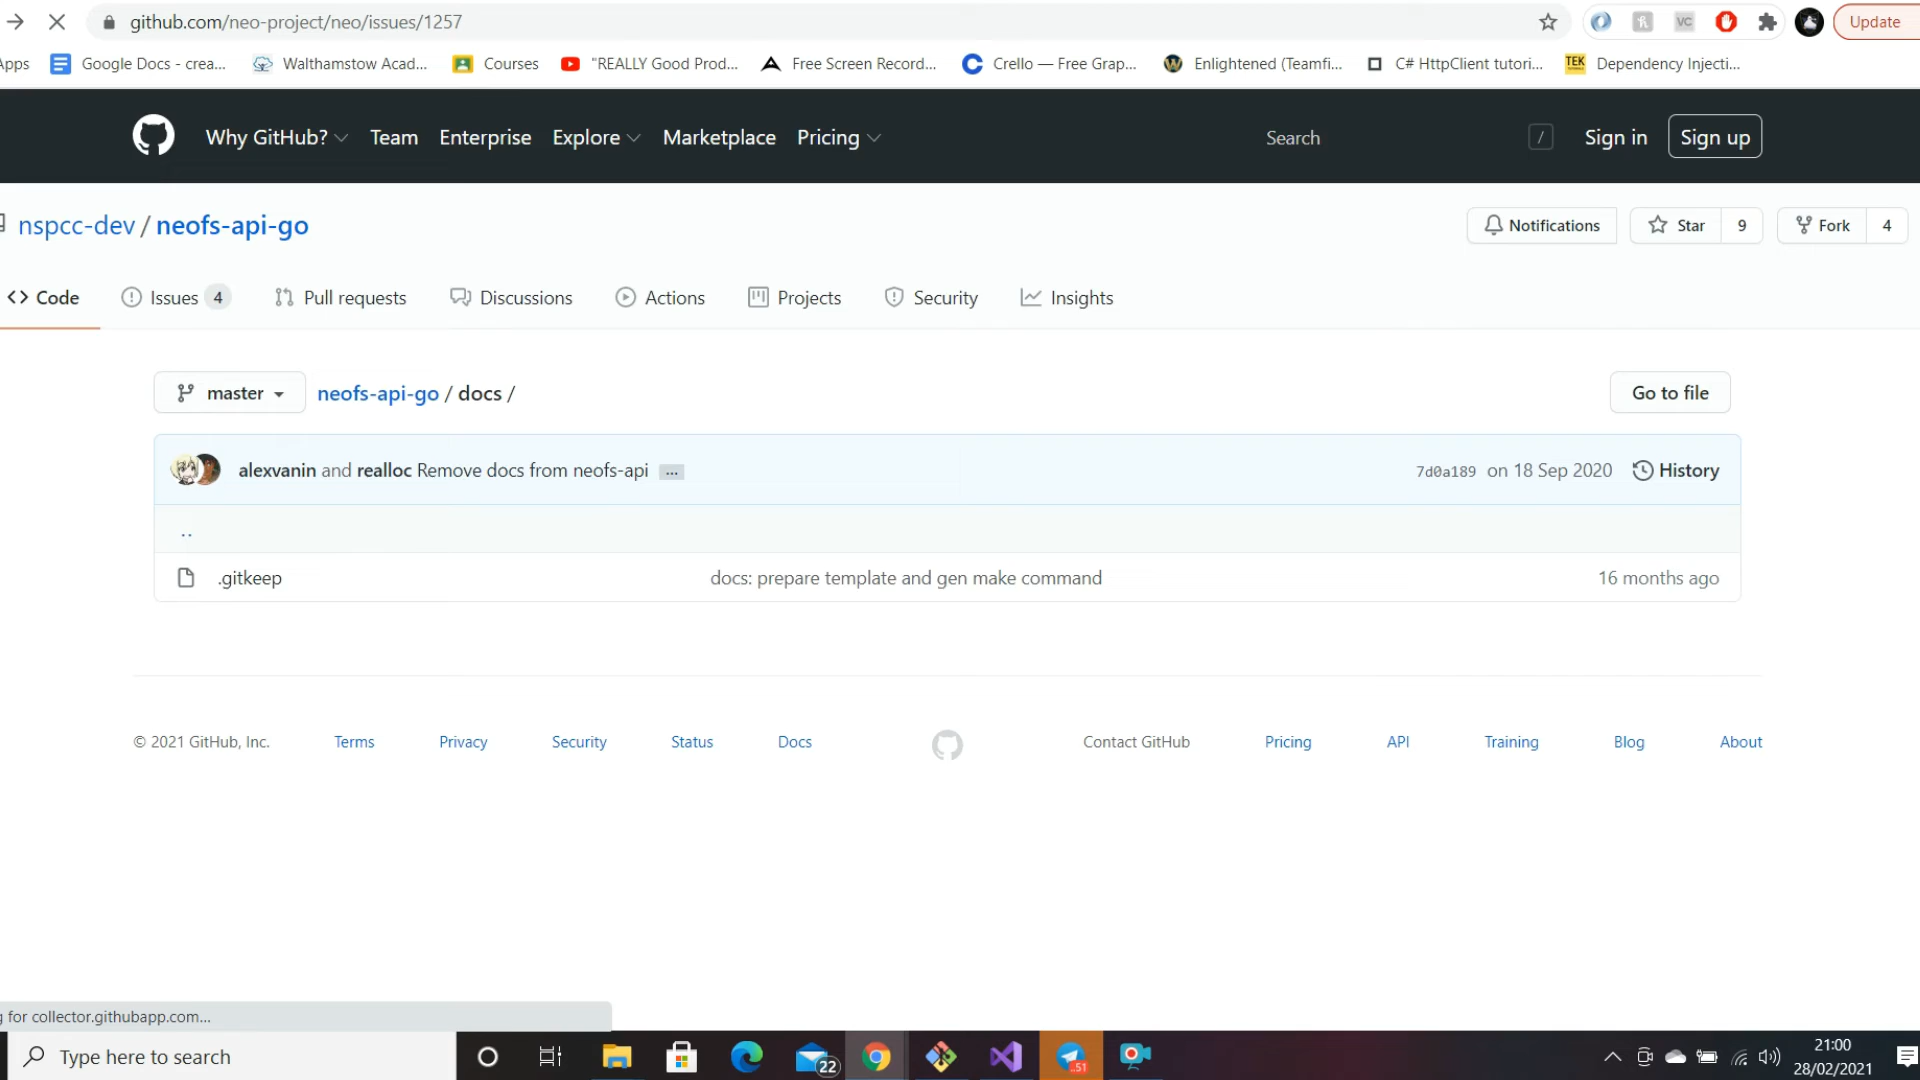 github.com/neo-project/neo/issues/1257
VC
Update
Apps
Google Docs - crea...
Walthamstow Acad...
Courses
"REALLY Good Prod...
Free Screen Record...
Crello — Free Grap...
Enlightened (Teamfi...
C# HttpClient tutori...
TEK
Dependency Injecti...
Why GitHub?
Team
Enterprise
Explore
Marketplace
Pricing
Search
/
Sign in
Sign up
nspcc-dev / neofs-api-go
Notifications
Star
9
Fork
4
Code
Issues 4
Pull requests
Discussions
Actions
Projects
Security
Insights
master
neofs-api-go / docs /
Go to file
alexvanin and realloc Remove docs from neofs-api ...
7d0a189 on 18 Sep 2020
History
..
.gitkeep
docs: prepare template and gen make command
16 months ago
© 2021 GitHub, Inc.
Terms
Privacy
Security
Status
Docs
Contact GitHub
Pricing
API
Training
Blog
About
g for collector.githubapp.com...
Type here to search
22
..51
21:00
28/02/2021